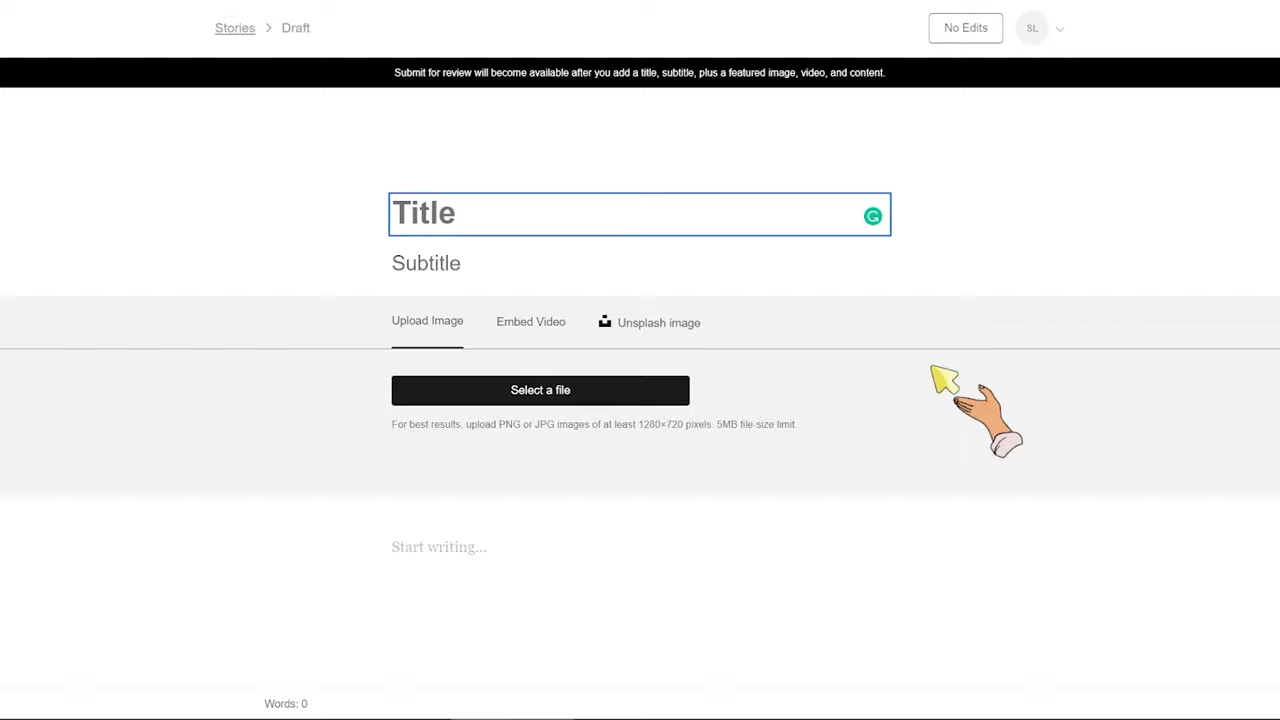 Stories > Draft
No Edits
SL
Submit for review will become available after you add a title, subtitle, plus a featured image, video, and content.
Title
Subtitle
Upload Image
Embed Video
Unsplash image
Select a file
For best results, upload PNG or JPG images of at least 1280×720 pixels. 5MB file-size limit.
Start writing...
Words: 0